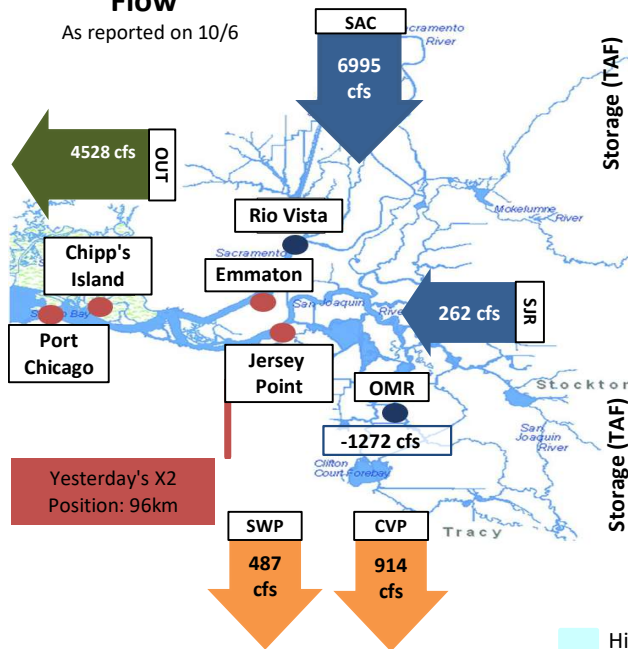 Flow
As reported on 10/6
SAC
Sacramento
River
6995
cfs
Storage (TAF)
4528 cfs
OUT
Rio Vista
Mokelumne
River
Chipp's
Island
Sacramento
Emmaton
San Joaquin
River
262 cfs
SJR
Port
Chicago
Bay
Jersey
Point
OMR
Stockton
-1272 cfs
San
Joaquin
River
Clifton
Court Forebay
Storage (TAF)
Yesterday's X2
Position: 96km
SWP
CVP
Tracy
487
cfs
914
cfs
Hi